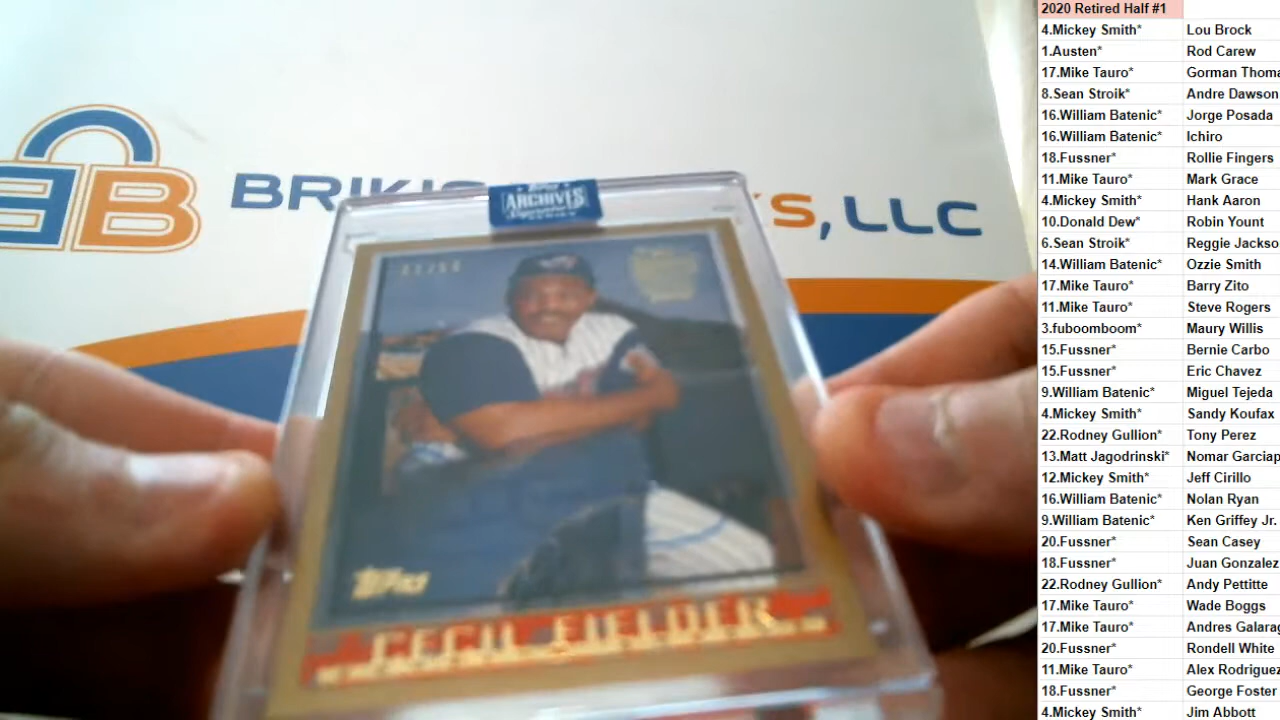 BB
BRIK
S, LLC
ARCHIVES
Topps
CECIL FIELDER
2020 Retired Half #1
4.Mickey Smith* Lou Brock
1.Austen* Rod Carew
17.Mike Tauro* Gorman Thoma
8.Sean Stroik* Andre Dawson
16.William Batenic* Jorge Posada
16.William Batenic* Ichiro
18.Fussner* Rollie Fingers
11.Mike Tauro* Mark Grace
4.Mickey Smith* Hank Aaron
10.Donald Dew* Robin Yount
6.Sean Stroik* Reggie Jackso
14.William Batenic* Ozzie Smith
17.Mike Tauro* Barry Zito
11.Mike Tauro* Steve Rogers
3.fuboomboom* Maury Willis
15.Fussner* Bernie Carbo
15.Fussner* Eric Chavez
9.William Batenic* Miguel Tejeda
4.Mickey Smith* Sandy Koufax
22.Rodney Gullion* Tony Perez
13.Matt Jagodrinski* Nomar Garciap
12.Mickey Smith* Jeff Cirillo
16.William Batenic* Nolan Ryan
9.William Batenic* Ken Griffey Jr.
20.Fussner* Sean Casey
18.Fussner* Juan Gonzalez
22.Rodney Gullion* Andy Pettitte
17.Mike Tauro* Wade Boggs
17.Mike Tauro* Andres Galarag
20.Fussner* Rondell White
11.Mike Tauro* Alex Rodriguez
18.Fussner* George Foster
4.Mickey Smith* Jim Abbott